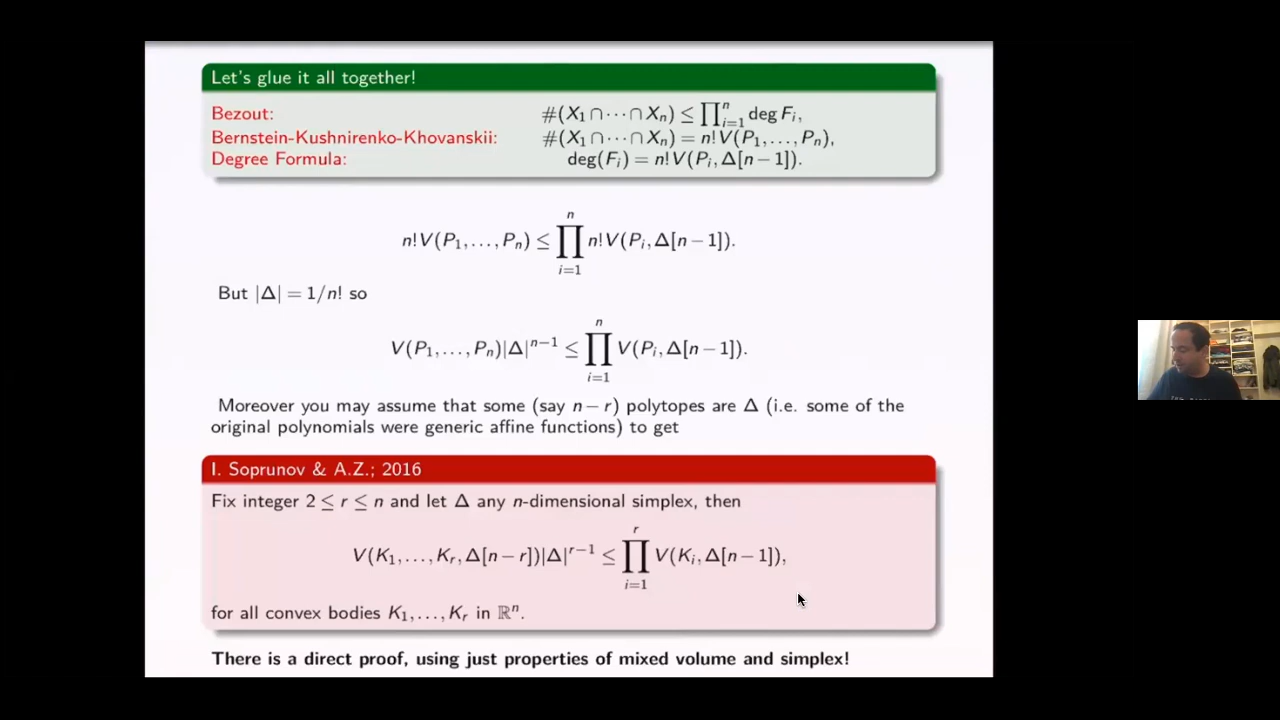 Let's glue it all together!
Bezout: #(X₁∩⋯∩Xₙ) ≤ ∏ⁿᵢ₌₁ deg Fᵢ,
Bernstein-Kushnirenko-Khovanskii: #(X₁∩⋯∩Xₙ) = n!V(P₁,…,Pₙ),
Degree Formula: deg(Fᵢ) = n!V(Pᵢ,Δ[n−1]).
n!V(P₁,…,Pₙ) ≤ ∏ⁿᵢ₌₁ n!V(Pᵢ,Δ[n−1]).
But |Δ| = 1/n! so
V(P₁,…,Pₙ)|Δ|ⁿ⁻¹ ≤ ∏ⁿᵢ₌₁ V(Pᵢ,Δ[n−1]).
Moreover you may assume that some (say n−r) polytopes are Δ (i.e. some of the
original polynomials were generic affine functions) to get
I. Soprunov & A.Z.; 2016
Fix integer 2 ≤ r ≤ n and let Δ any n-dimensional simplex, then
V(K₁,…,Kᵣ,Δ[n−r])|Δ|ʳ⁻¹ ≤ ∏ʳᵢ₌₁ V(Kᵢ,Δ[n−1]),
for all convex bodies K₁,…,Kᵣ in ℝⁿ.
There is a direct proof, using just properties of mixed volume and simplex!